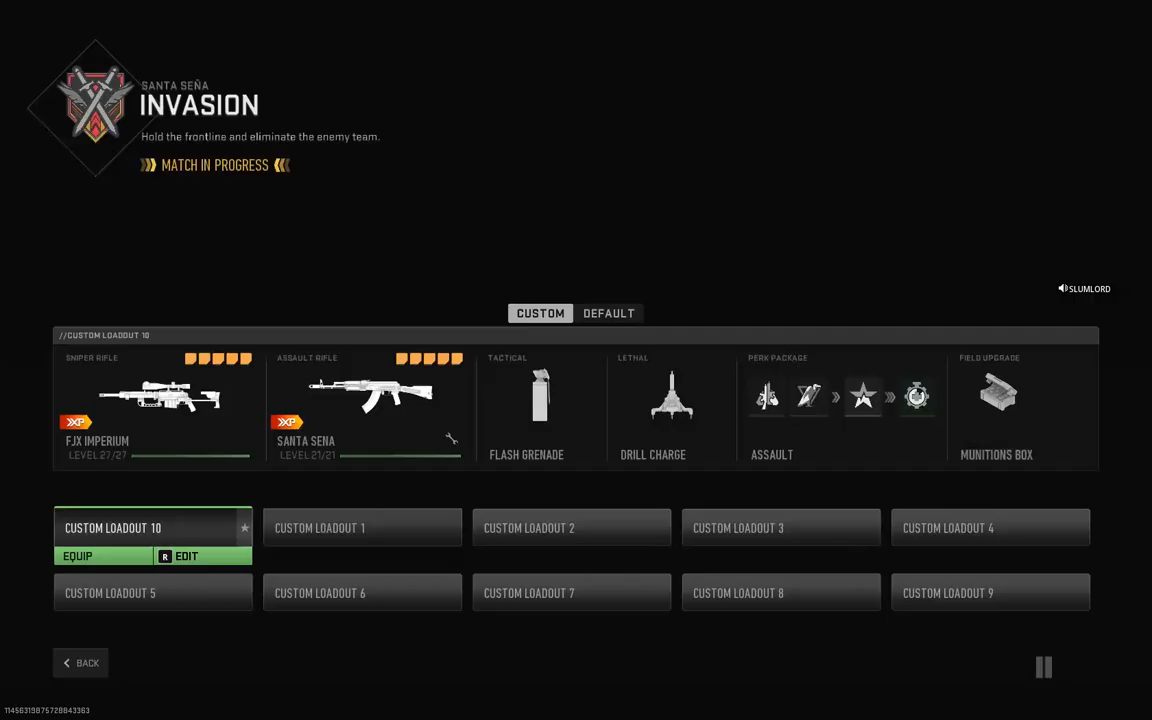 SANTA SEÑA
INVASION
Hold the frontline and eliminate the enemy team.
MATCH IN PROGRESS
SLUMLORD
CUSTOM DEFAULT
//CUSTOM LOADOUT 10
SNIPER RIFLE ASSAULT RIFLE TACTICAL LETHAL PERK PACKAGE FIELD UPGRADE
XP XP
FJX IMPERIUM SANTA SENA
LEVEL 27/27 LEVEL 21/21 FLASH GRENADE DRILL CHARGE ASSAULT MUNITIONS BOX
CUSTOM LOADOUT 10 CUSTOM LOADOUT 1 CUSTOM LOADOUT 2 CUSTOM LOADOUT 3 CUSTOM LOADOUT 4
EQUIP R EDIT
CUSTOM LOADOUT 5 CUSTOM LOADOUT 6 CUSTOM LOADOUT 7 CUSTOM LOADOUT 8 CUSTOM LOADOUT 9
BACK